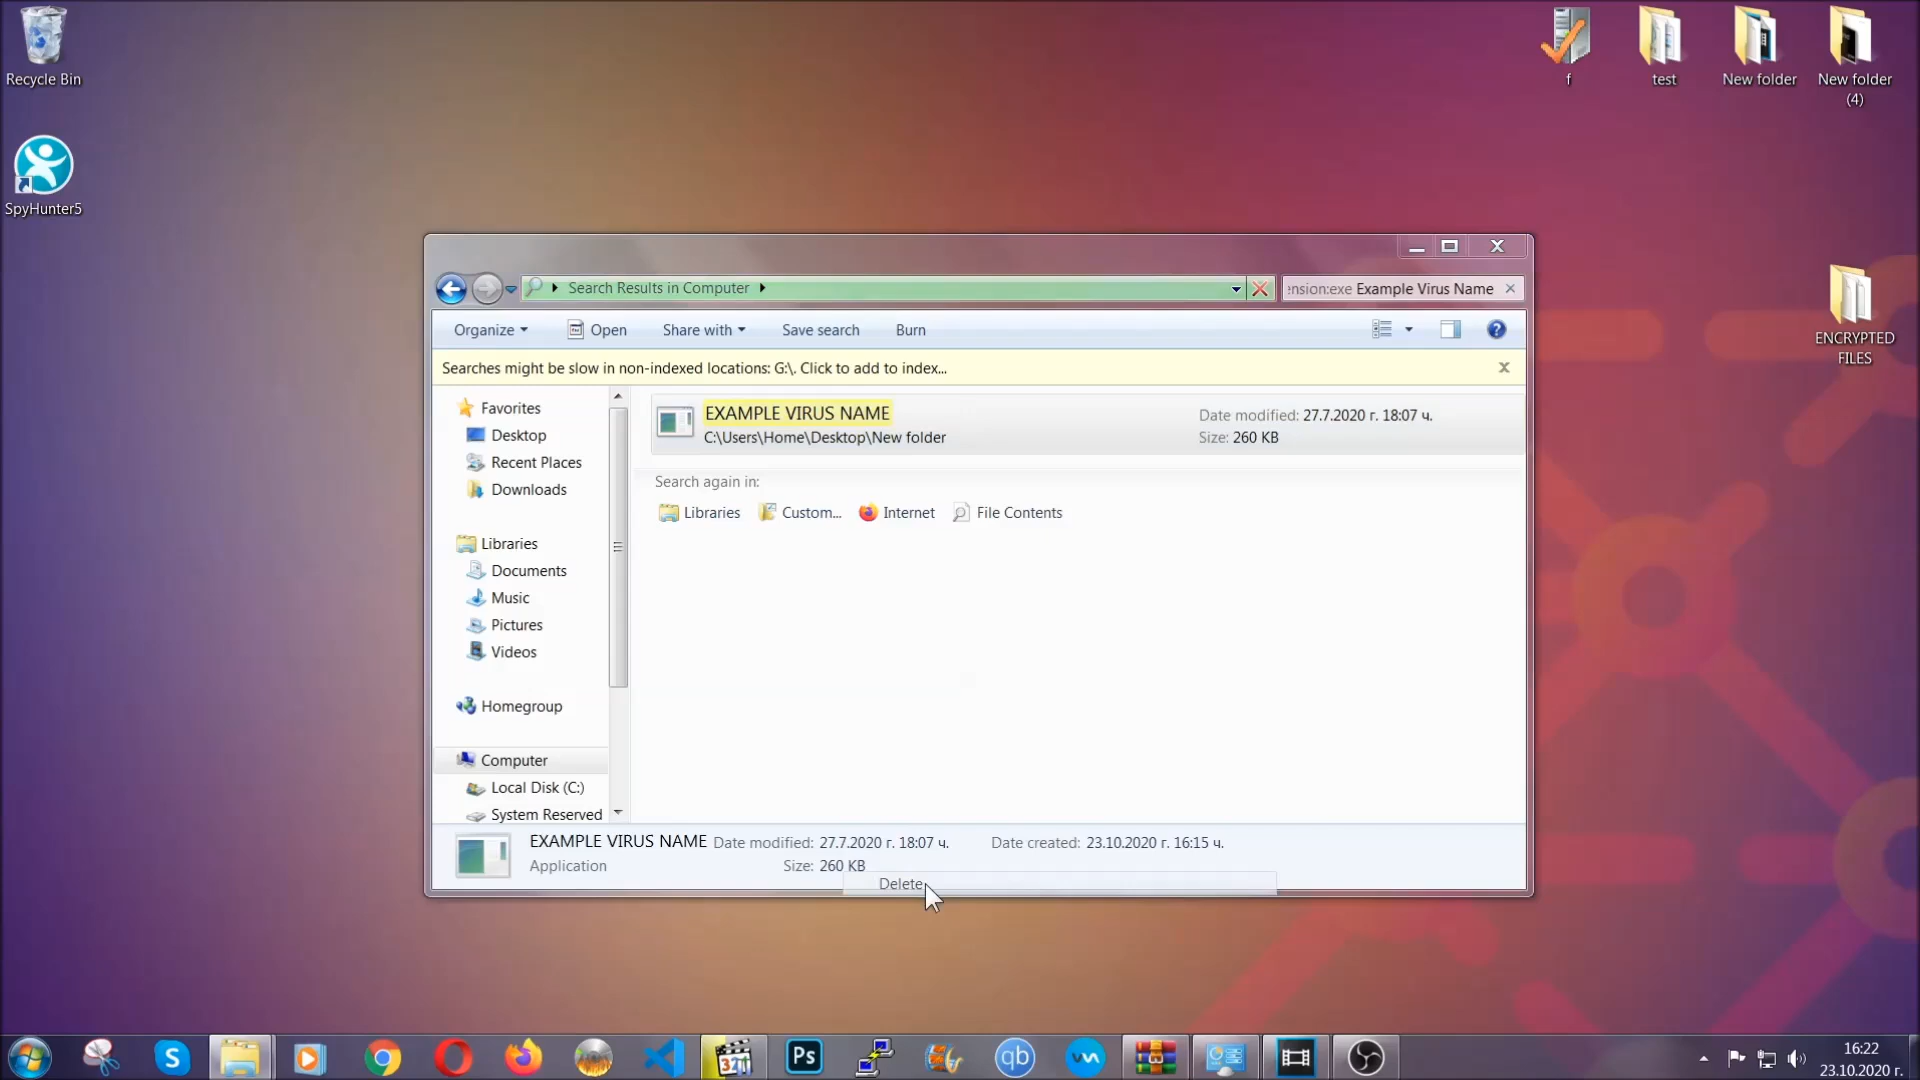 Recycle Bin
SpyHunter5
f
test
New folder
New folder
(4)
ENCRYPTED
FILES
Search Results in Computer
ension:exe Example Virus Name
Organize
Open
Share with
Save search
Burn
Searches might be slow in non-indexed locations: G:\. Click to add to index...
Favorites
Desktop
Recent Places
Downloads
Libraries
Documents
Music
Pictures
Videos
Homegroup
Computer
Local Disk (C:)
System Reserved
EXAMPLE VIRUS NAME
C:\Users\Home\Desktop\New folder
Date modified: 27.7.2020 г. 18:07 ч.
Size: 260 KB
Search again in:
Libraries
Custom...
Internet
File Contents
EXAMPLE VIRUS NAME Date modified: 27.7.2020 г. 18:07 ч. Date created: 23.10.2020 г. 16:15 ч.
Application Size: 260 KB
Delete
S
321
Ps
qb
16:22
23.10.2020 г.